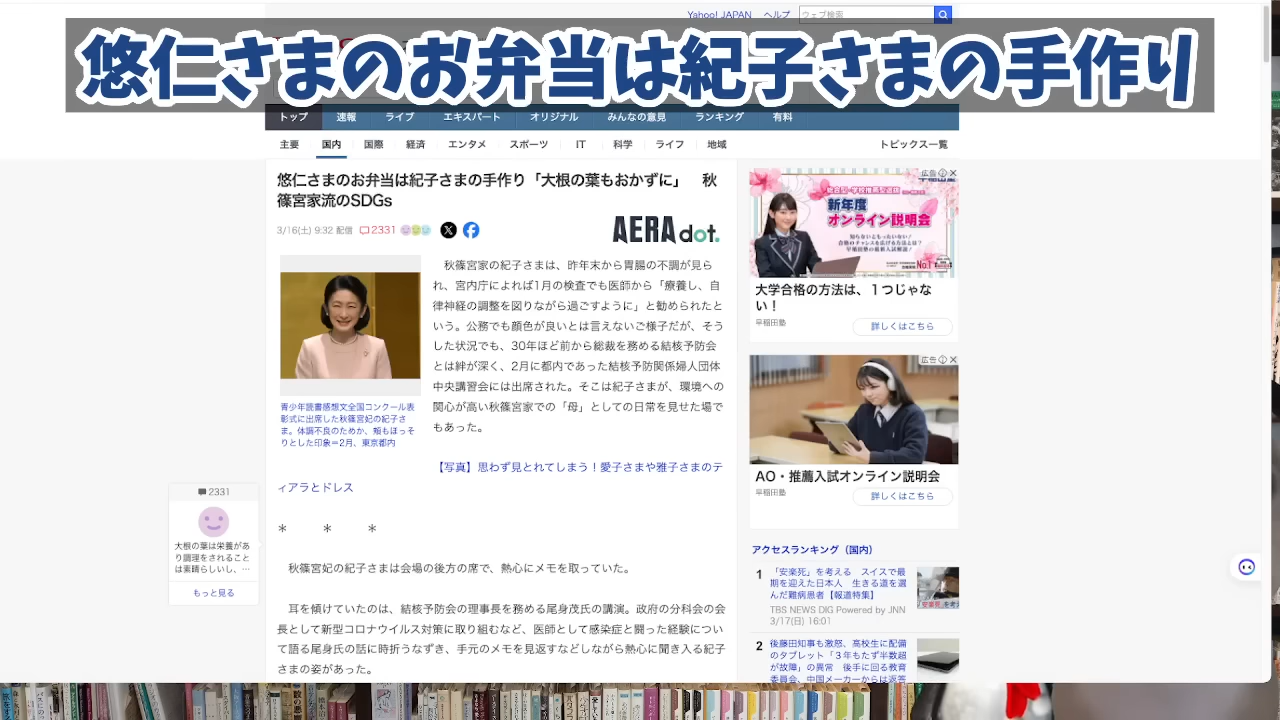 Yahoo! JAPAN ヘルプ ウェブ検索
悠仁さまのお弁当は紀子さまの手作り
トップ 速報 ライブ エキスパート オリジナル みんなの意見 ランキング 有料
主要 国内 国際 経済 エンタメ スポーツ IT 科学 ライフ 地域 トピックス一覧
悠仁さまのお弁当は紀子さまの手作り「大根の葉もおかずに」 秋
篠宮家流のSDGs
3/16(土) 9:32 配信 2331
AERA dot.
秋篠宮家の紀子さまは、昨年末から胃腸の不調が見ら
れ、宮内庁によれば1月の検査でも医師から「療養し、自
律神経の調整を図りながら過ごすように」と勧められたと
いう。公務でも顔色が良いとは言えないご様子だが、そう
した状況でも、30年ほど前から総裁を務める結核予防会
とは絆が深く、2月に都内であった結核予防関係婦人団体
中央講習会には出席された。そこは紀子さまが、環境への
関心が高い秋篠宮家での「母」としての日常を見せた場で
もあった。
青少年読書感想文全国コンクール表
彰式に出席した秋篠宮妃の紀子さ
ま。体調不良のためか、頬もほっそ
りとした印象＝2月、東京都内
【写真】思わず見とれてしまう！愛子さまや雅子さまのテ
ィアラとドレス
＊ ＊ ＊
秋篠宮妃の紀子さまは会場の後方の席で、熱心にメモを取っていた。
耳を傾けていたのは、結核予防会の理事長を務める尾身茂氏の講演。政府の分科会の会
長として新型コロナウイルス対策に取り組むなど、医師として感染症と闘った経験につい
て語る尾身氏の話に時折うなずき、手元のメモを見返すなどしながら熱心に聞き入る紀子
さまの姿があった。
2331
大根の葉は栄養があ
り調理をされること
は素晴らしいし、…
もっと見る
広告
総合型・学校推薦型選抜
新年度
オンライン説明会
No.1
大学合格の方法は、１つじゃな
い！
早稲田塾
詳しくはこちら
広告
AO・推薦入試オンライン説明会
早稲田塾
詳しくはこちら
アクセスランキング（国内）
1 「安楽死」を考える スイスで最
期を迎えた日本人 生きる道を選
んだ難病患者【報道特集】
TBS NEWS DIG Powered by JNN
3/17(日) 16:01
2 後藤田知事も激怒、高校生に配備
のタブレット「３年もたず半数超
が故障」の異常 後手に回る教育
委員会、中国メーカーからは返答